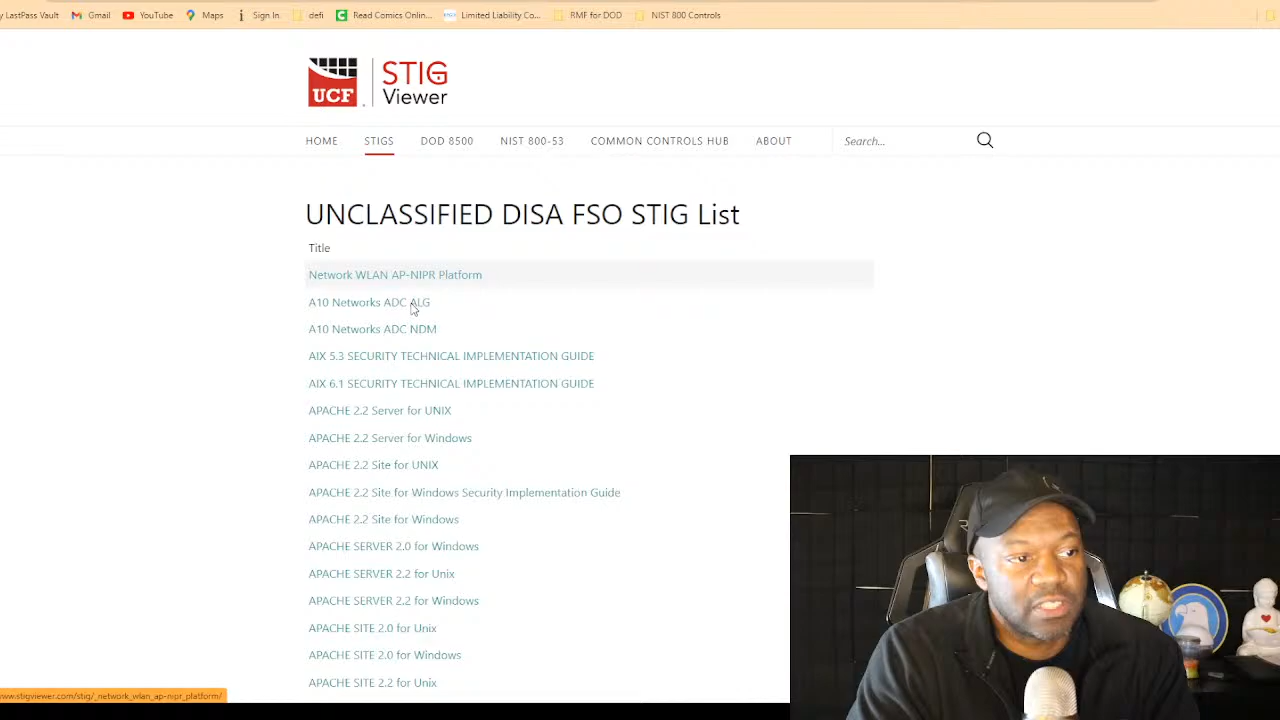 LastPass Vault
Gmail
YouTube
Maps
Sign In
defi
Read Comics Onlin...
Limited Liability Co...
RMF for DOD
NIST 800 Controls
UCF
STIG
Viewer
HOME
STIGS
DOD 8500
NIST 800-53
COMMON CONTROLS HUB
ABOUT
Search...
UNCLASSIFIED DISA FSO STIG List
Title
Network WLAN AP-NIPR Platform
A10 Networks ADC ALG
A10 Networks ADC NDM
AIX 5.3 SECURITY TECHNICAL IMPLEMENTATION GUIDE
AIX 6.1 SECURITY TECHNICAL IMPLEMENTATION GUIDE
APACHE 2.2 Server for UNIX
APACHE 2.2 Server for Windows
APACHE 2.2 Site for UNIX
APACHE 2.2 Site for Windows Security Implementation Guide
APACHE 2.2 Site for Windows
APACHE SERVER 2.0 for Windows
APACHE SERVER 2.2 for Unix
APACHE SERVER 2.2 for Windows
APACHE SITE 2.0 for Unix
APACHE SITE 2.0 for Windows
APACHE SITE 2.2 for Unix
www.stigviewer.com/stig/_network_wlan_ap-nipr_platform/